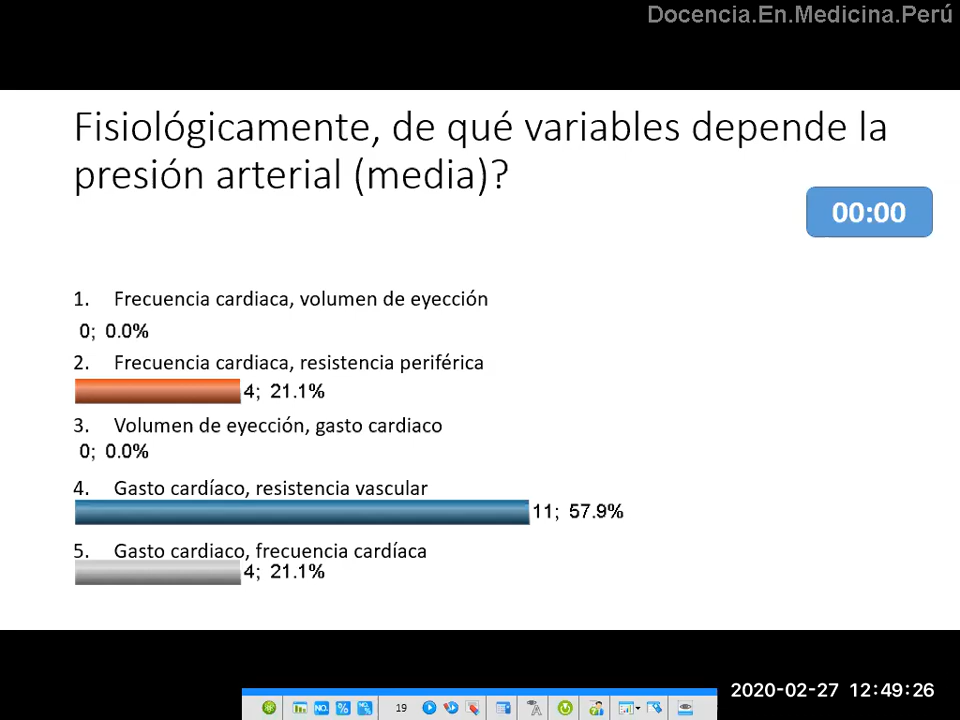 Docencia.En.Medicina.Perú
Fisiológicamente, de qué variables depende la
presión arterial (media)?
00:00
1. Frecuencia cardiaca, volumen de eyección
0; 0.0%
2. Frecuencia cardiaca, resistencia periférica
4; 21.1%
3. Volumen de eyección, gasto cardiaco
0; 0.0%
4. Gasto cardíaco, resistencia vascular
11; 57.9%
5. Gasto cardiaco, frecuencia cardíaca
4; 21.1%
NO. % 19
2020-02-27 12:49:26